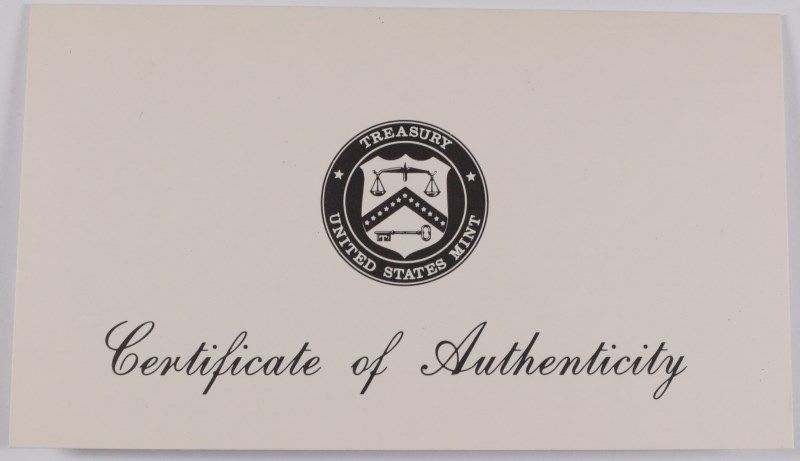 TREASURY
UNITED STATES MINT
Certificate of Authenticity